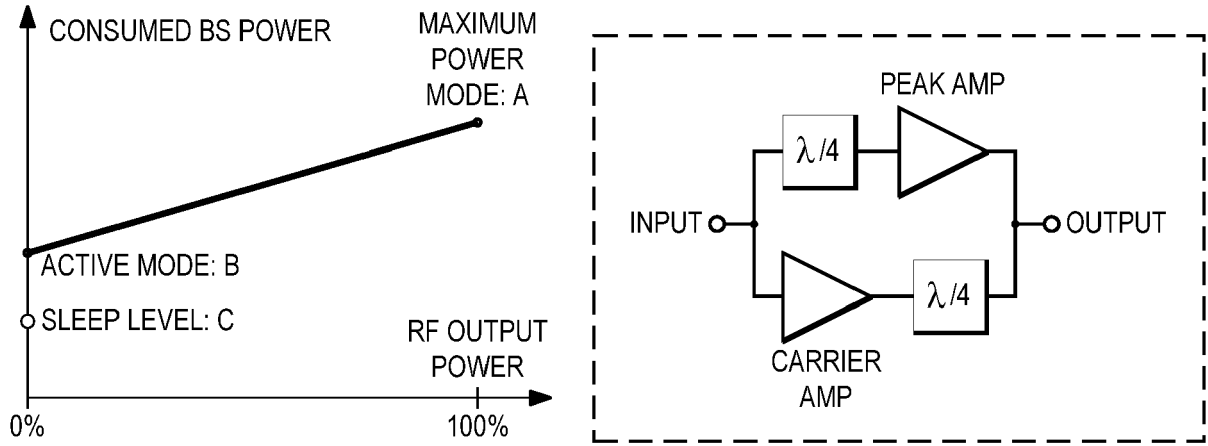 CONSUMED BS POWER
MAXIMUM
POWER
MODE: A
ACTIVE MODE: B
SLEEP LEVEL: C
RF OUTPUT
POWER
0%
100%
PEAK AMP
λ/4
INPUT
OUTPUT
λ/4
CARRIER
AMP